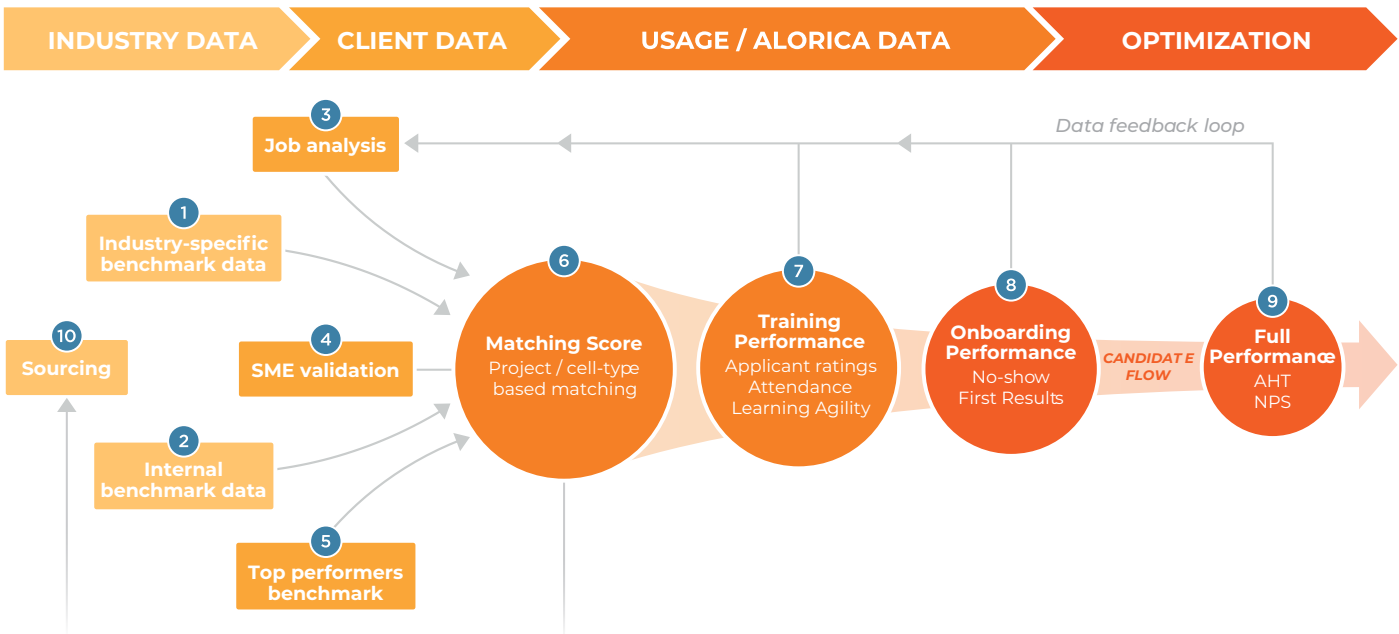 INDUSTRY DATA
CLIENT DATA
USAGE / ALORICA DATA
OPTIMIZATION
3
Job analysis
Data feedback loop
1
Industry-specific
benchmark data
10
Sourcing
4
SME validation
2
Internal
benchmark data
5
Top performers
benchmark
6
Matching Score
Project / cell-type
based matching
7
Training
Performance
Applicant ratings
Attendance
Learning Agility
8
Onboarding
Performance
No-show
First Results
CANDIDATE
FLOW
9
Full
Performance
AHT
NPS